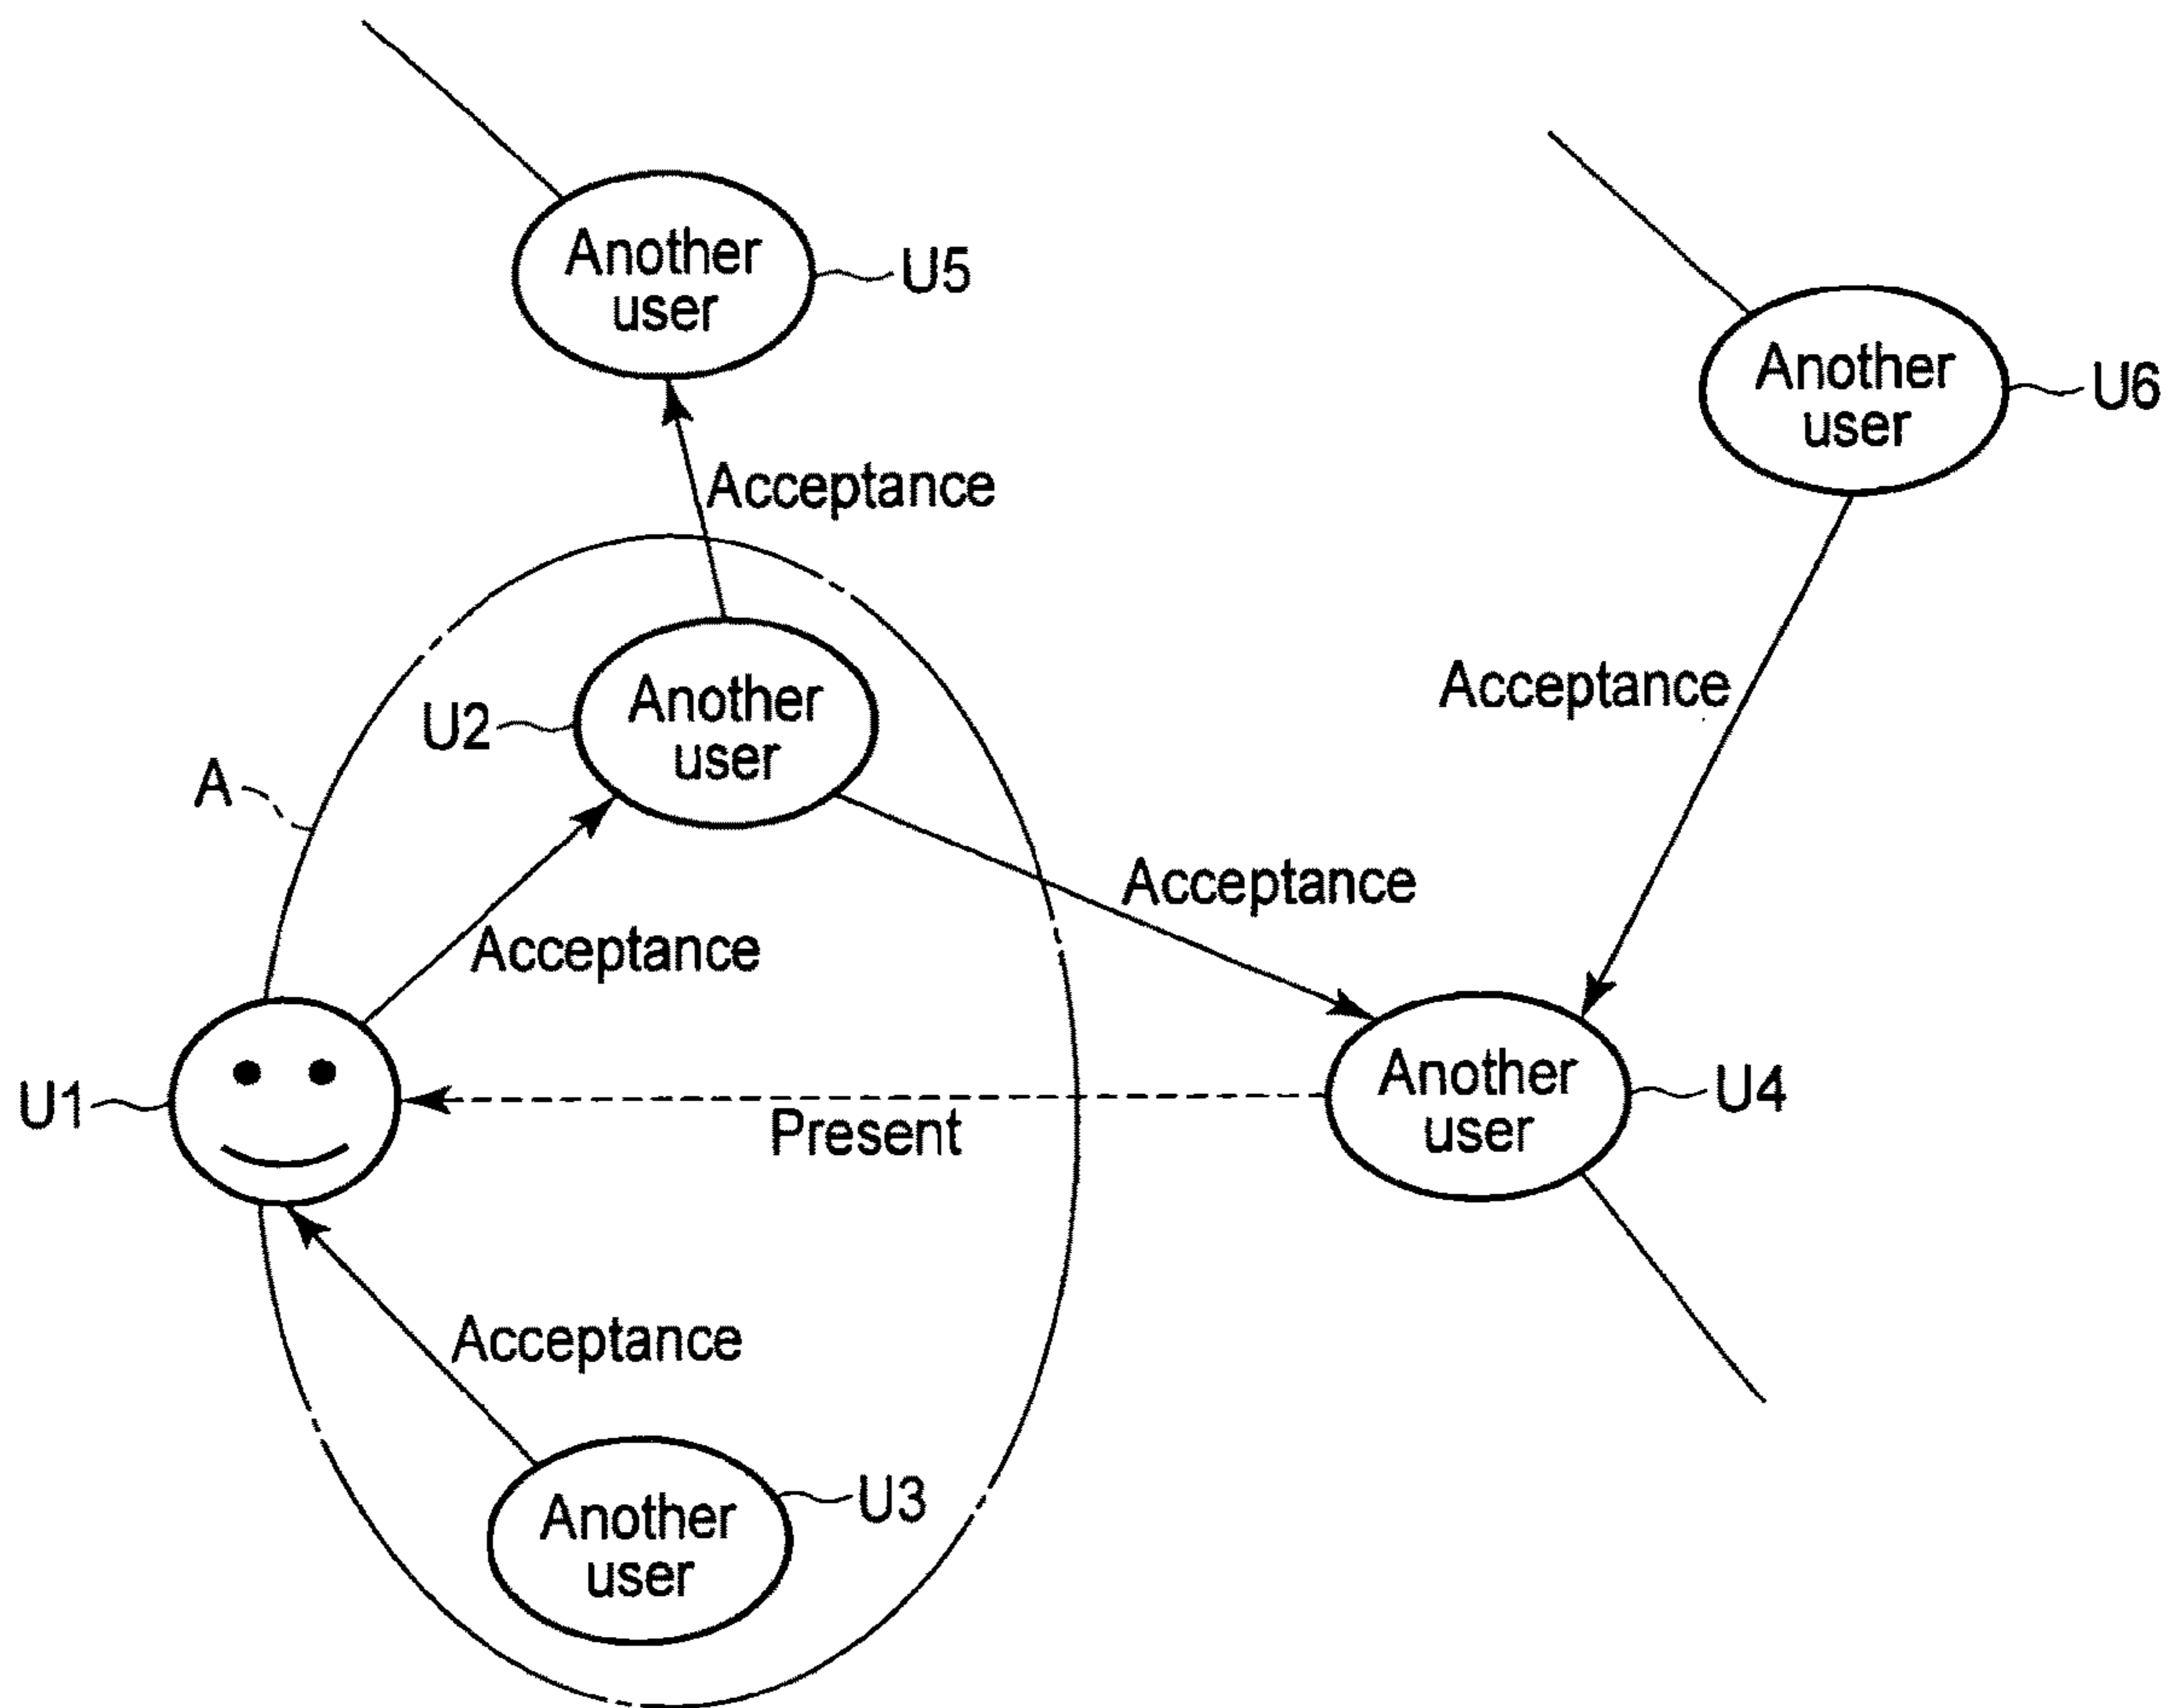 Another
user
U5
Another
user
U6
Acceptance
Another
user
U2
Acceptance
A
Acceptance
Acceptance
U1
Present
Another
user
U4
Acceptance
Another
user
U3